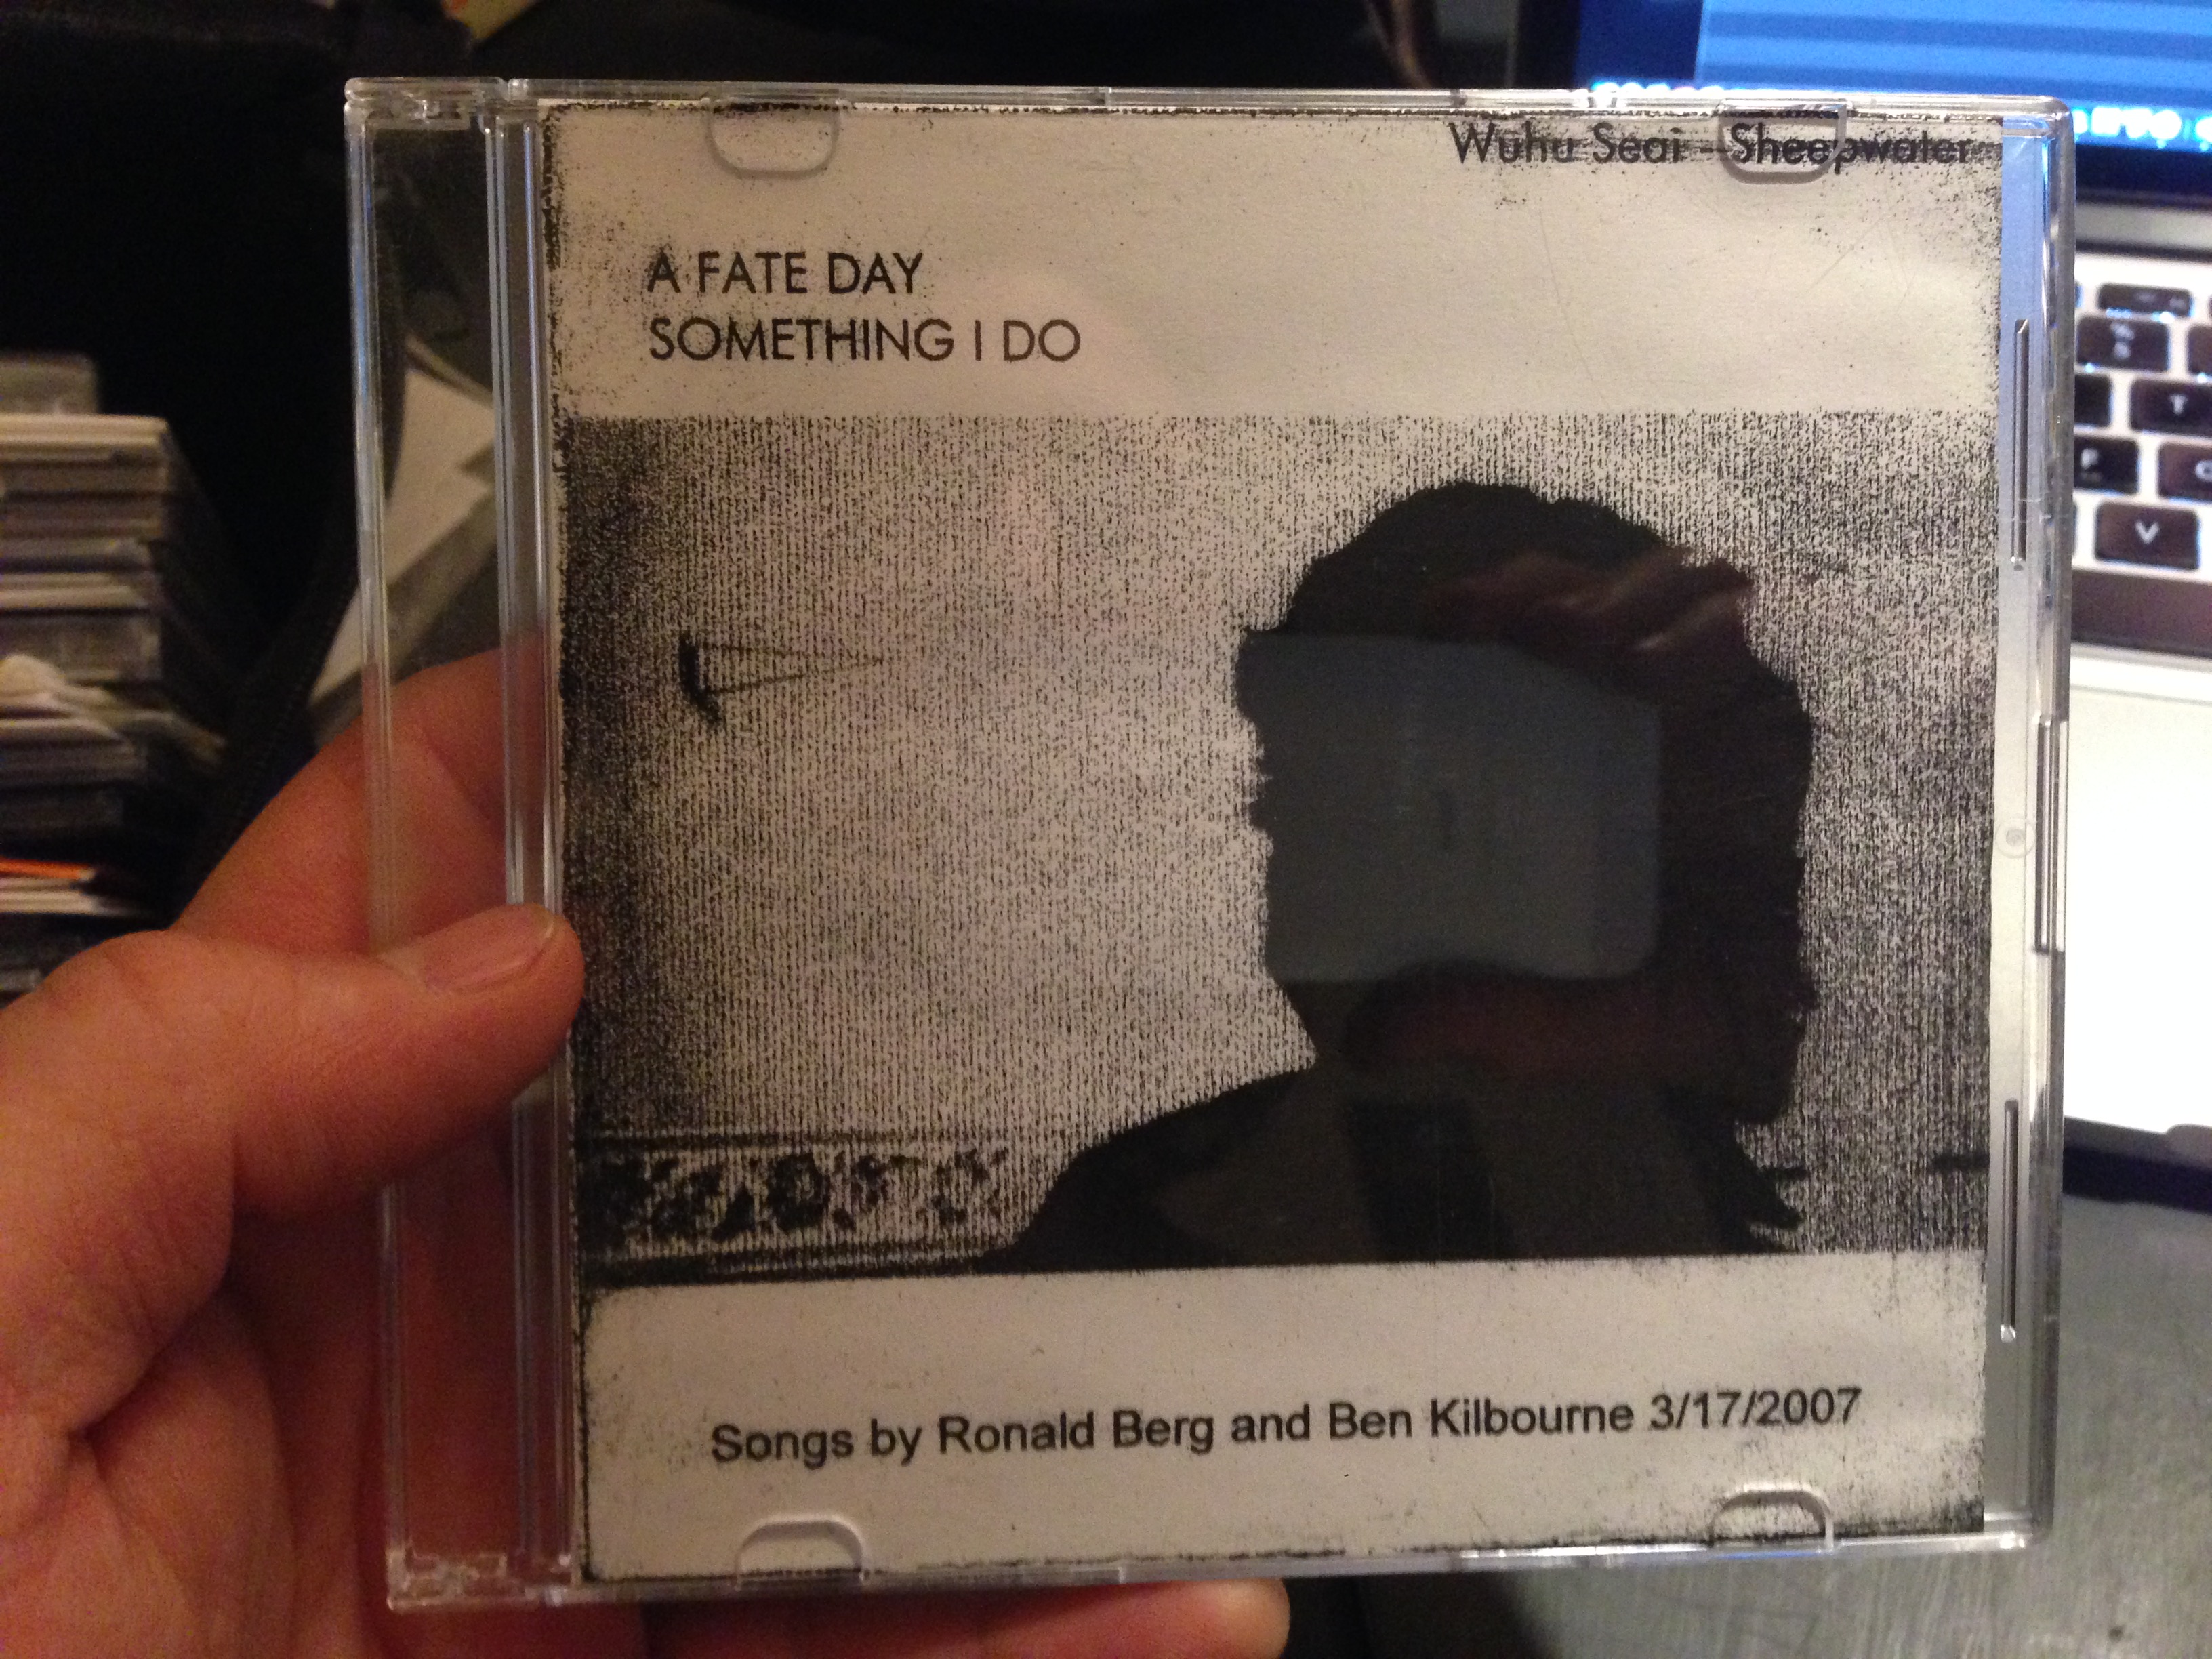 Wuhu Seai - Sheepwater
A FATE DAY
SOMETHING I DO
Songs by Ronald Berg and Ben Kilbourne 3/17/2007
T
F
V